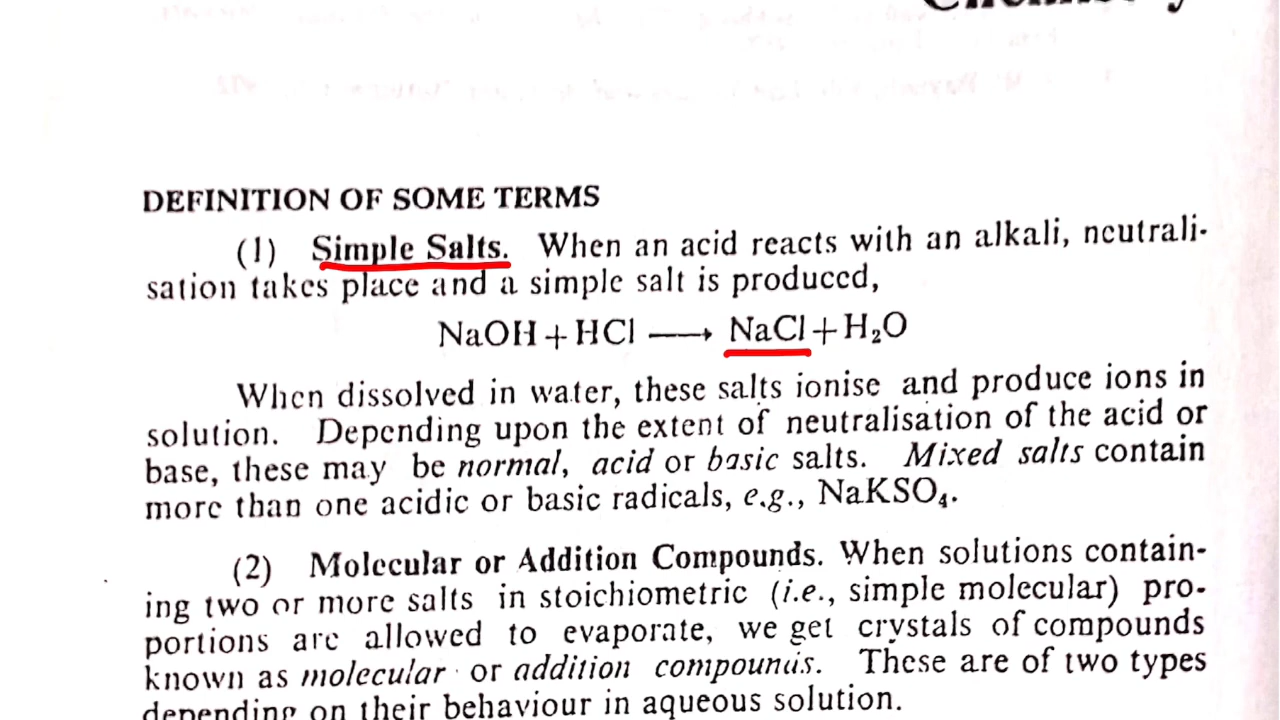 DEFINITION OF SOME TERMS
(1) Simple Salts. When an acid reacts with an alkali, neutrali-
sation takes place and a simple salt is produced,
NaOH + HCl ⟶ NaCl + H₂O
When dissolved in water, these salts ionise and produce ions in
solution. Depending upon the extent of neutralisation of the acid or
base, these may be normal, acid or basic salts. Mixed salts contain
more than one acidic or basic radicals, e.g., NaKSO₄.
(2) Molecular or Addition Compounds. When solutions contain-
ing two or more salts in stoichiometric (i.e., simple molecular) pro-
portions are allowed to evaporate, we get crystals of compounds
known as molecular or addition compounds. These are of two types
depending on their behaviour in aqueous solution.